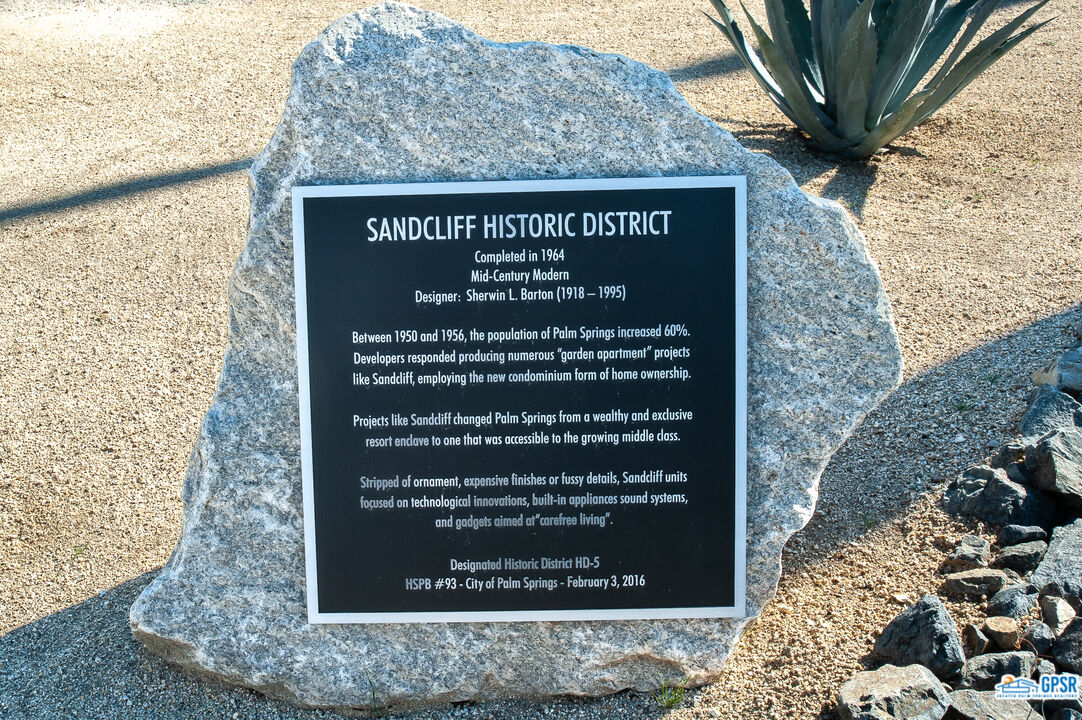 SANDCLIFF HISTORIC DISTRICT
Completed in 1964
Mid-Century Modern
Designer: Sherwin L. Barton (1918 – 1995)
Between 1950 and 1956, the population of Palm Springs increased 60%.
Developers responded producing numerous "garden apartment" projects
like Sandcliff, employing the new condominium form of home ownership.
Projects like Sandcliff changed Palm Springs from a wealthy and exclusive
resort enclave to one that was accessible to the growing middle class.
Stripped of ornament, expensive finishes or fussy details, Sandcliff units
focused on technological innovations, built-in appliances sound systems,
and gadgets aimed at"carefree living".
Designated Historic District HD-5
HSPB #93 - City of Palm Springs - February 3, 2016
GPSR
GREATER PALM SPRINGS REALTORS